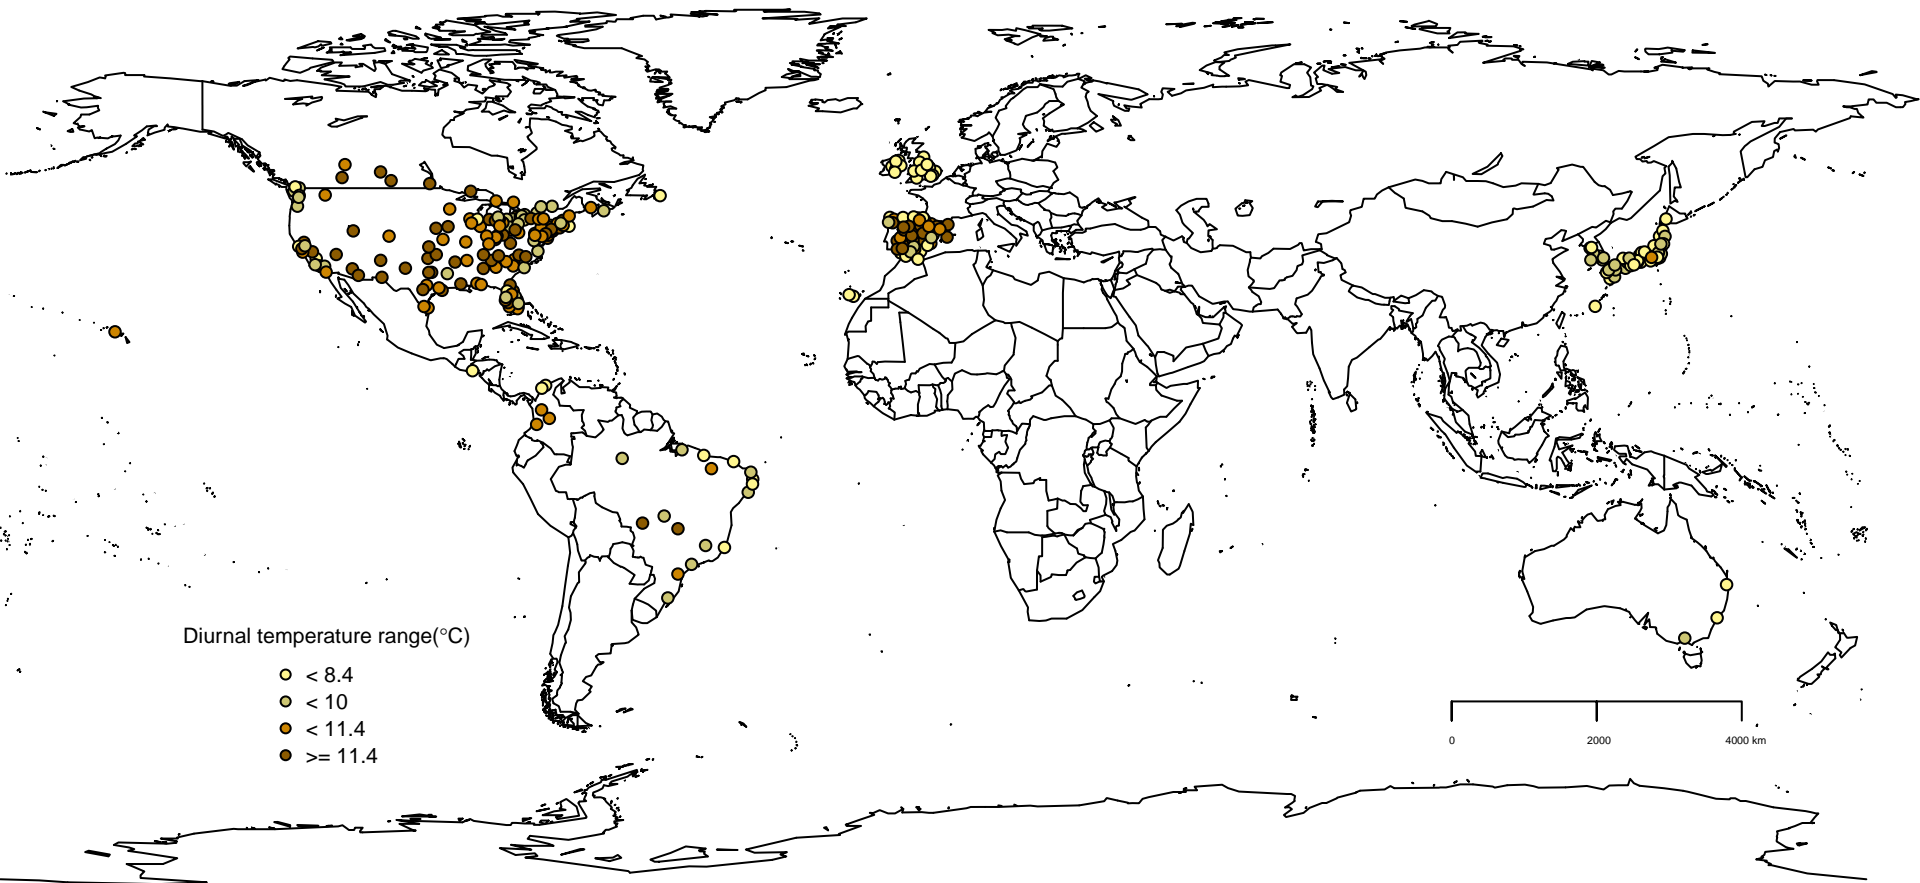 Diurnal temperature range(°C)
< 8.4
< 10
< 11.4
>= 11.4
0 2000 4000 km